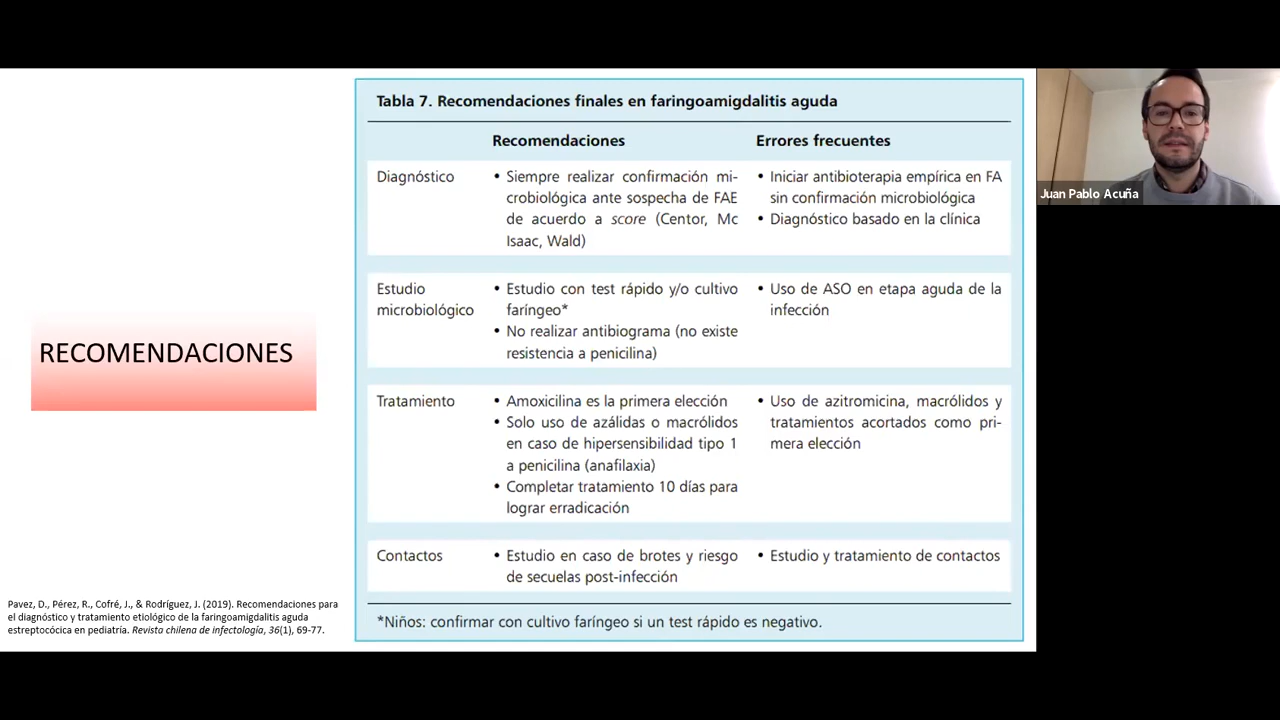 RECOMENDACIONES
Pavez, D., Pérez, R., Cofré, J., & Rodríguez, J. (2019). Recomendaciones para
el diagnóstico y tratamiento etiológico de la faringoamigdalitis aguda
estreptocócica en pediatría. Revista chilena de infectología, 36(1), 69-77.
Tabla 7. Recomendaciones finales en faringoamigdalitis aguda
Recomendaciones
Errores frecuentes
Diagnóstico
• Siempre realizar confirmación mi-
crobiológica ante sospecha de FAE
de acuerdo a score (Centor, Mc
Isaac, Wald)
• Iniciar antibioterapia empírica en FA
sin confirmación microbiológica
• Diagnóstico basado en la clínica
Estudio
microbiológico
• Estudio con test rápido y/o cultivo
faríngeo*
• No realizar antibiograma (no existe
resistencia a penicilina)
• Uso de ASO en etapa aguda de la
infección
Tratamiento
• Amoxicilina es la primera elección
• Solo uso de azálidas o macrólidos
en caso de hipersensibilidad tipo 1
a penicilina (anafilaxia)
• Completar tratamiento 10 días para
lograr erradicación
• Uso de azitromicina, macrólidos y
tratamientos acortados como pri-
mera elección
Contactos
• Estudio en caso de brotes y riesgo
de secuelas post-infección
• Estudio y tratamiento de contactos
*Niños: confirmar con cultivo faríngeo si un test rápido es negativo.
Juan Pablo Acuña